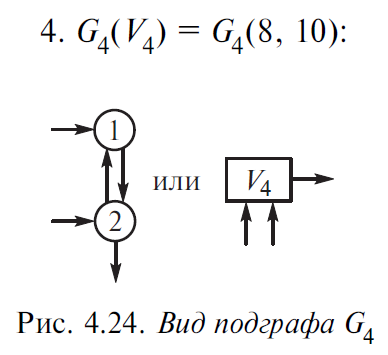 4. G₄(V₄) = G₄(8, 10):
1
или
V₄
2
Рис. 4.24. Вид подграфа G₄